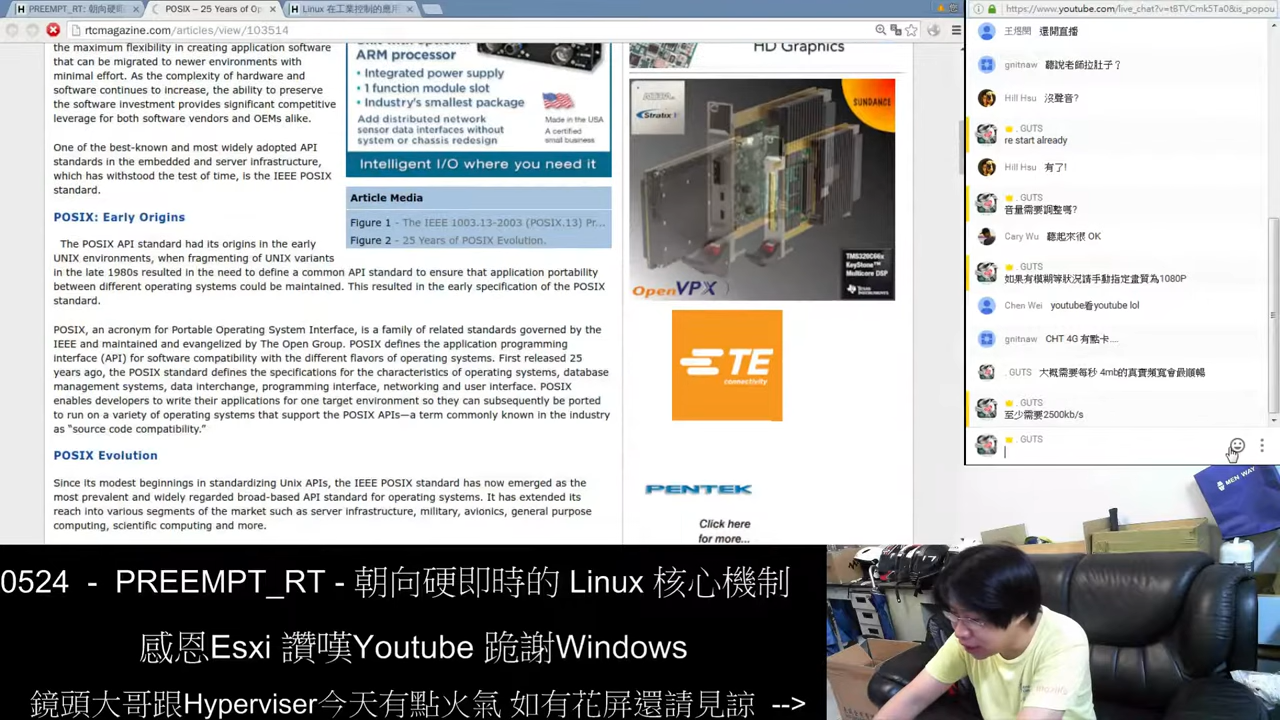 PREEMPT_RT: 朝向硬即
POSIX – 25 Years of Op
Linux 在工業控制的應用
rtcmagazine.com/articles/view/103514
the maximum flexibility in creating application software
that can be migrated to newer environments with
minimal effort. As the complexity of hardware and
software continues to increase, the ability to preserve
the software investment provides significant competitive
leverage for both software vendors and OEMs alike.
One of the best-known and most widely adopted API
standards in the embedded and server infrastructure,
which has withstood the test of time, is the IEEE POSIX
standard.
POSIX: Early Origins
The POSIX API standard had its origins in the early
UNIX environments, when fragmenting of UNIX variants
in the late 1980s resulted in the need to define a common API standard to ensure that application portability
between different operating systems could be maintained. This resulted in the early specification of the POSIX
standard.
POSIX, an acronym for Portable Operating System Interface, is a family of related standards governed by the
IEEE and maintained and evangelized by The Open Group. POSIX defines the application programming
interface (API) for software compatibility with the different flavors of operating systems. First released 25
years ago, the POSIX standard defines the specifications for the characteristics of operating systems, database
management systems, data interchange, programming interface, networking and user interface. POSIX
enables developers to write their applications for one target environment so they can subsequently be ported
to run on a variety of operating systems that support the POSIX APIs—a term commonly known in the industry
as “source code compatibility.”
POSIX Evolution
Since its modest beginnings in standardizing Unix APIs, the IEEE POSIX standard has now emerged as the
most prevalent and widely regarded broad-based API standard for operating systems. It has extended its
reach into various segments of the market such as server infrastructure, military, avionics, general purpose
computing, scientific computing and more.
ARM processor
• Integrated power supply
• 1 function module slot
• Industry's smallest package
Add distributed network
sensor data interfaces without
system or chassis redesign
Made in the USA
A certified
small business
Intelligent I/O where you need it
Article Media
Figure 1 - The IEEE 1003.13-2003 (POSIX.13) Pr...
Figure 2 - 25 Years of POSIX Evolution.
HD Graphics
SUNDANCE
Stratix
TMS320C66x
KeyStone
Multicore DSP
Texas
Instruments
OpenVPX
TE
connectivity
PENTEK
Click here
for more...
https://www.youtube.com/live_chat?v=tBTVCmk5Ta0&is_popou
王煜閔 還開直播
gnitnaw 聽說老師拉肚子？
Hill Hsu 沒聲音?
. GUTS
re start already
Hill Hsu 有了!
. GUTS
音量需要調整嗎?
Cary Wu 聽起來很 OK
. GUTS
如果有模糊等狀況請手動指定畫質為1080P
Chen Wei youtube看youtube lol
gnitnaw CHT 4G 有點卡....
. GUTS 大概需要每秒 4mb的真實頻寬會最順暢
. GUTS
至少需要2500kb/s
. GUTS
MEN WAY
0524 - PREEMPT_RT - 朝向硬即時的 Linux 核心機制
感恩Esxi 讚嘆Youtube 跪謝Windows
鏡頭大哥跟Hyperviser今天有點火氣 如有花屏還請見諒 -->